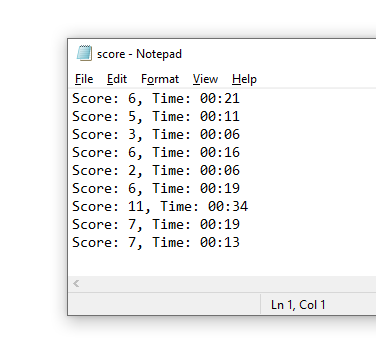 score - Notepad
File Edit Format View Help
Score: 6, Time: 00:21
Score: 5, Time: 00:11
Score: 3, Time: 00:06
Score: 6, Time: 00:16
Score: 2, Time: 00:06
Score: 6, Time: 00:19
Score: 11, Time: 00:34
Score: 7, Time: 00:19
Score: 7, Time: 00:13
Ln 1, Col 1